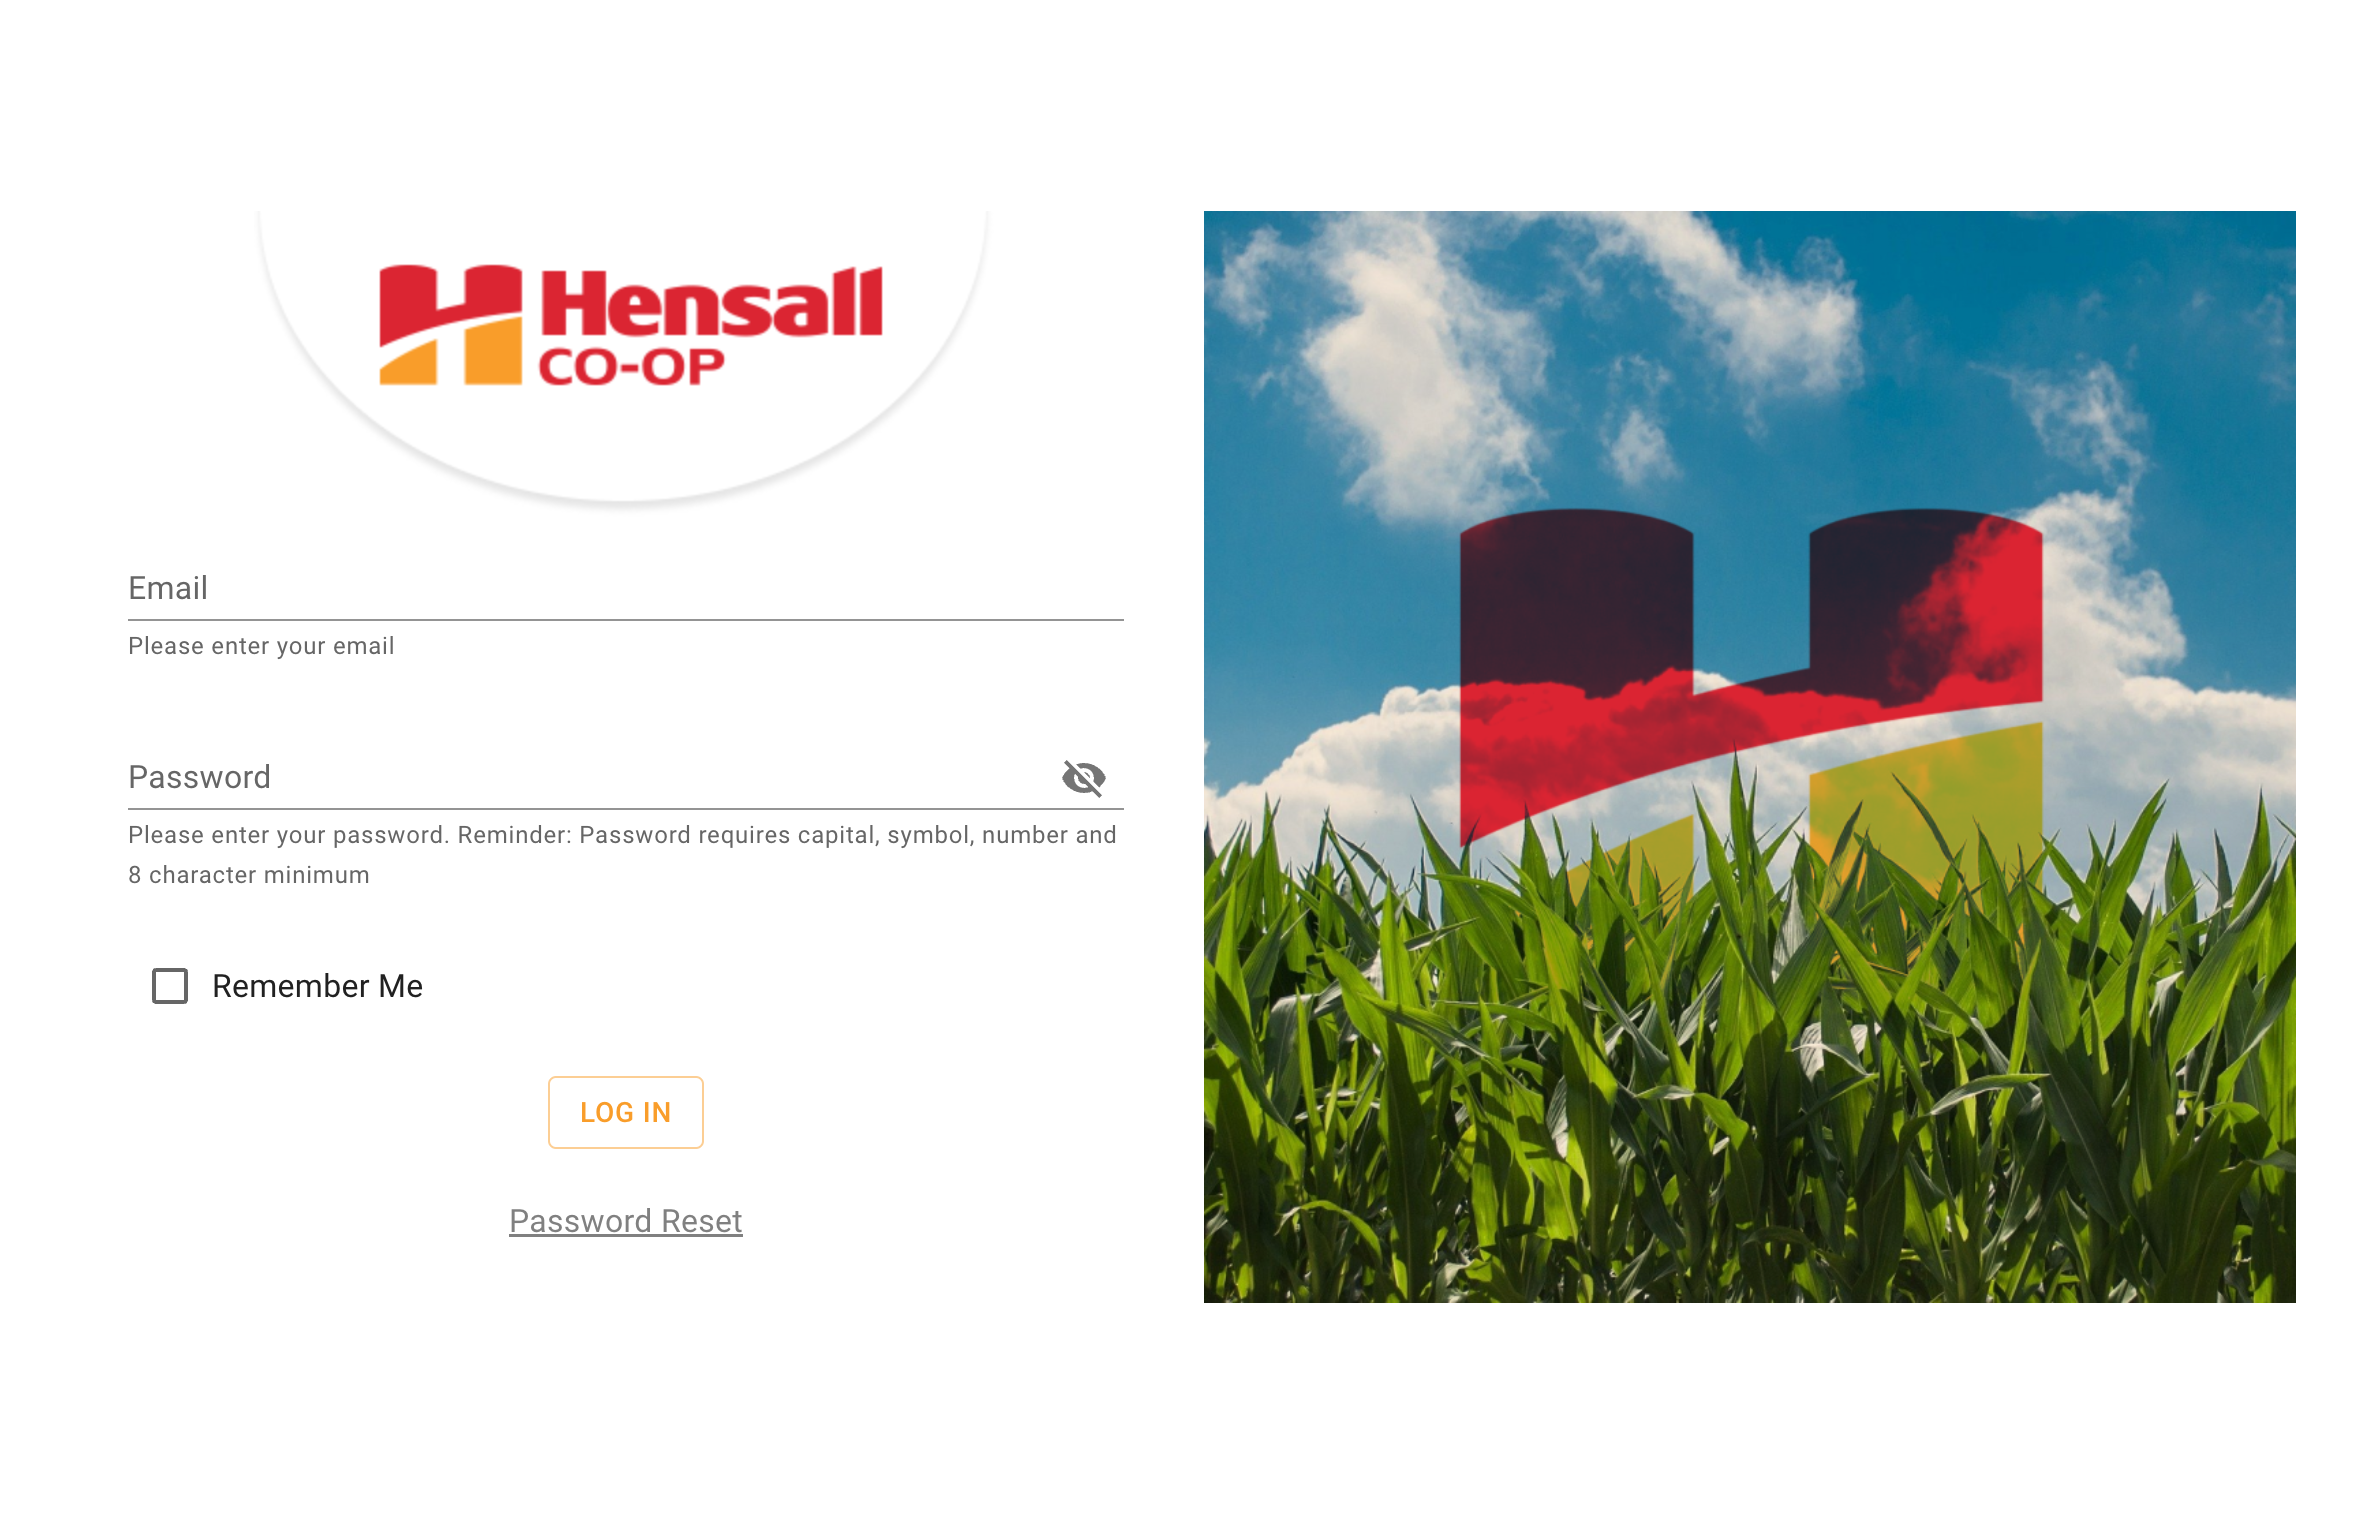 Hensall
CO-OP
Email
Please enter your email
Password
Please enter your password. Reminder: Password requires capital, symbol, number and
8 character minimum
Remember Me
LOG IN
Password Reset